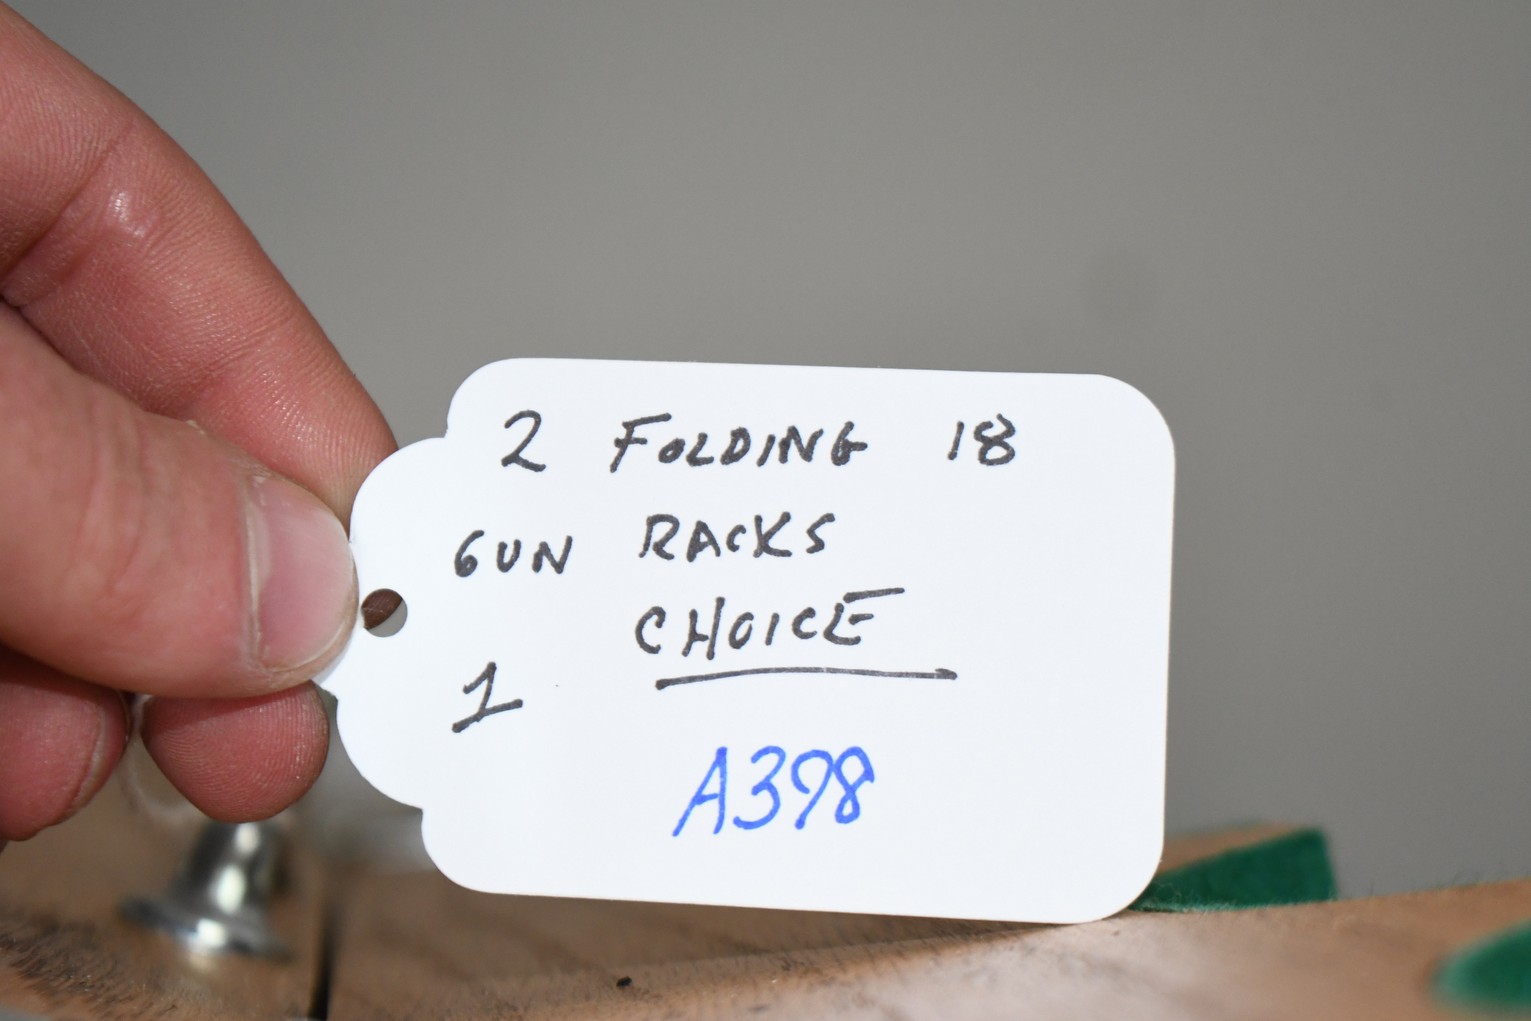 2 FOLDING 18
GUN RACKS
CHOICE
1
A398